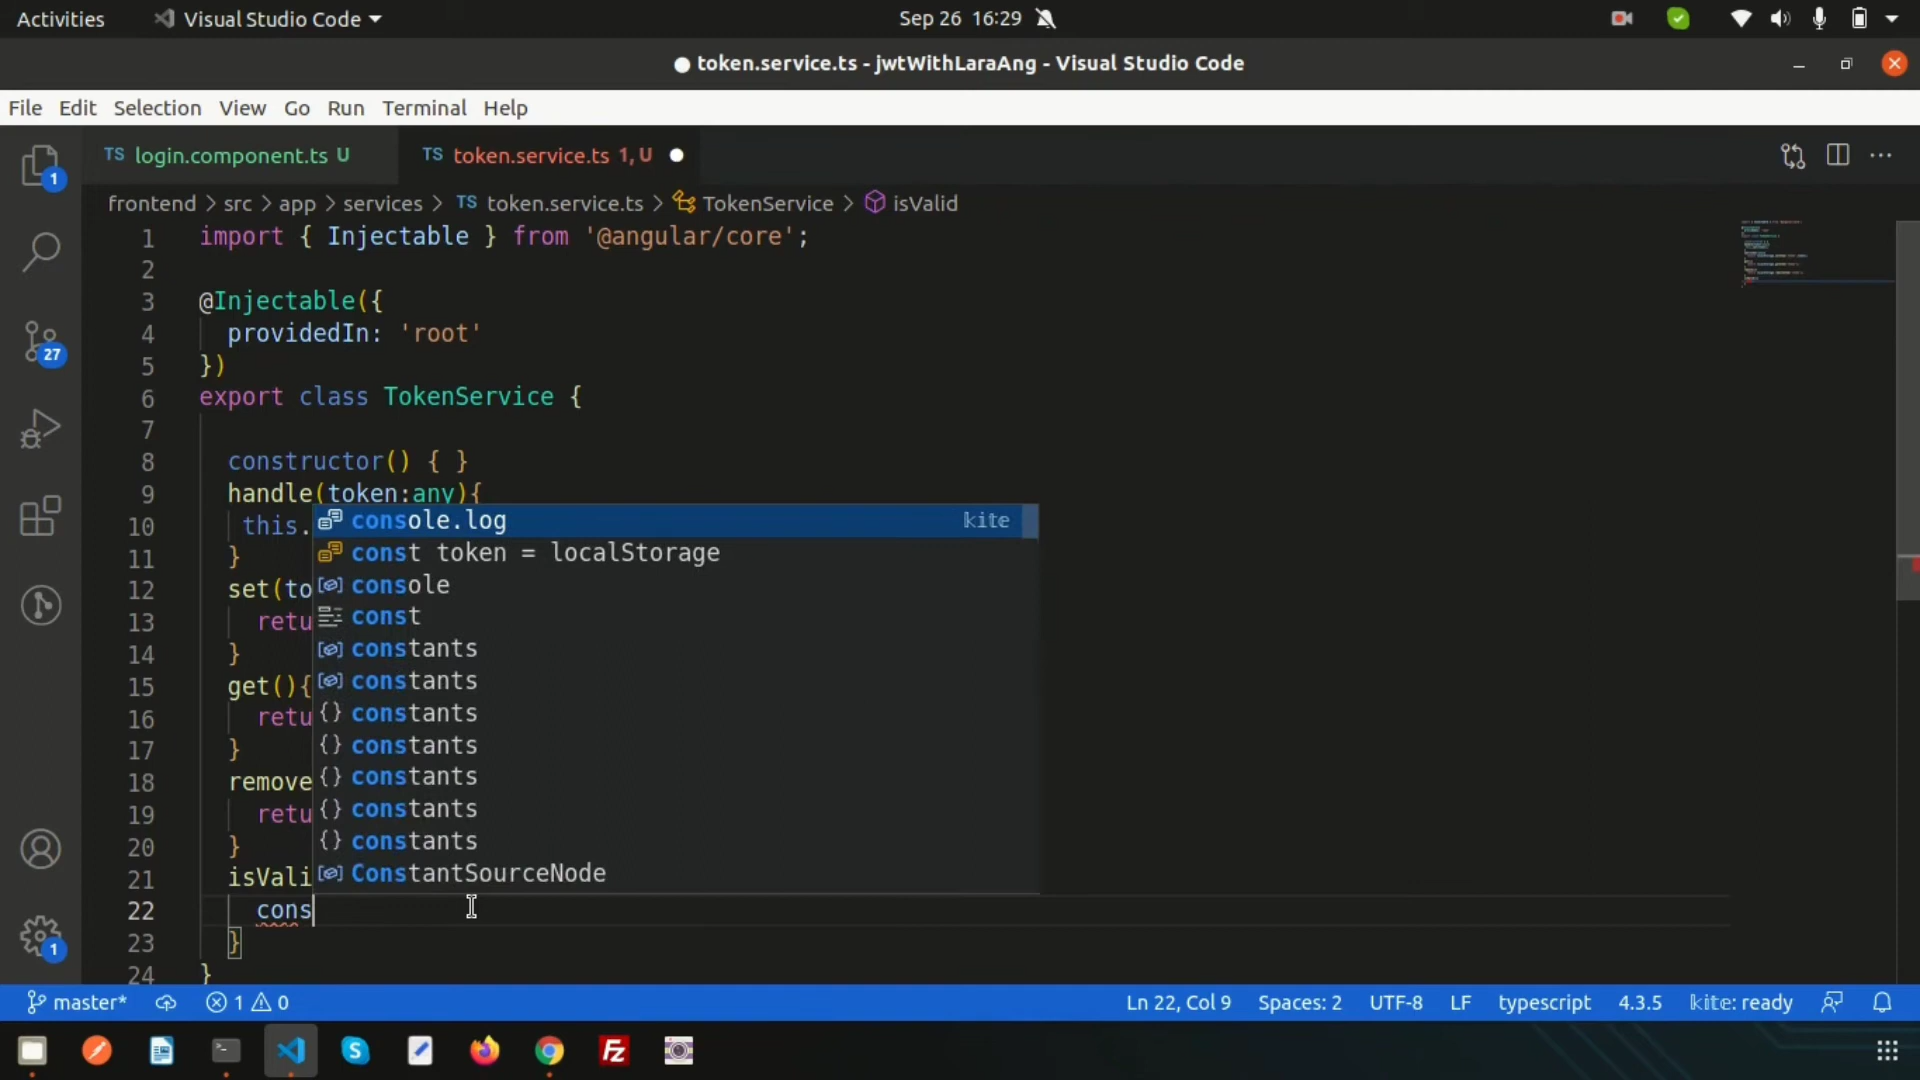 Activities Visual Studio Code Sep 26 16:29
token.service.ts - jwtWithLaraAng - Visual Studio Code
File Edit Selection View Go Run Terminal Help
TS login.component.ts U TS token.service.ts 1, U
frontend > src > app > services > TS token.service.ts > TokenService > isValid
1 import { Injectable } from '@angular/core';
2
3 @Injectable({
4 providedIn: 'root'
5 })
6 export class TokenService {
7
8 constructor() { }
9 handle(token:any){
10 this.
console.log kite
11 }
const token = localStorage
12 set(to
console
13 retu
const
14 }
constants
15 get(){
constants
16 retu
constants
17 }
constants
18 remove
constants
19 retu
constants
20 }
constants
21 isVali
ConstantSourceNode
22 cons
23 }
24 }
1
27
1
master* 1 0 Ln 22, Col 9 Spaces: 2 UTF-8 LF typescript 4.3.5 kite: ready